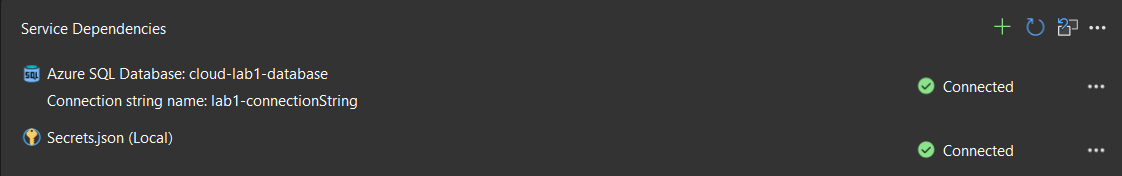 Service Dependencies
SQL
Azure SQL Database: cloud-lab1-database
Connection string name: lab1-connectionString
Connected
Secrets.json (Local)
Connected